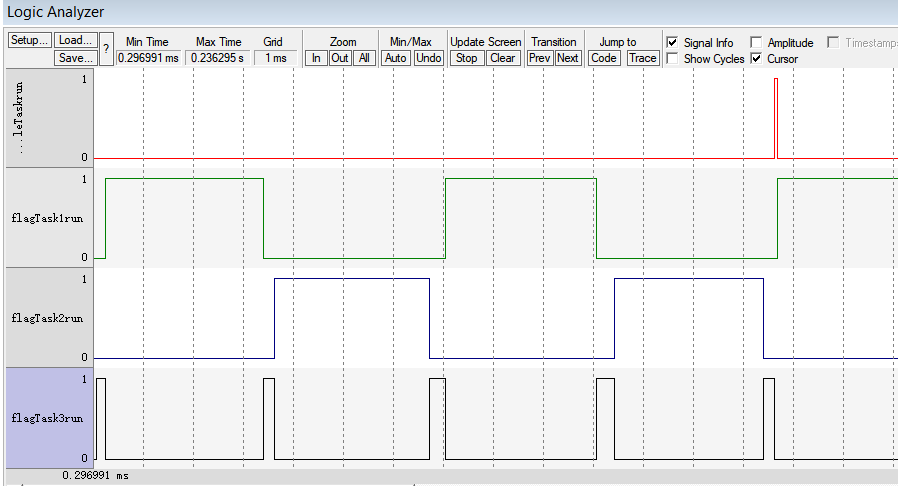 Logic Analyzer
Setup... Load... ? Min Time Max Time Grid Zoom Min/Max Update Screen Transition Jump to Signal Info Amplitude Timestamps
Save... 0.296991 ms 0.236295 s 1 ms In Out All Auto Undo Stop Clear Prev Next Code Trace Show Cycles Cursor
1
...leTaskrun
0
1
flagTask1run
0
1
flagTask2run
0
1
flagTask3run
0
0.296991 ms